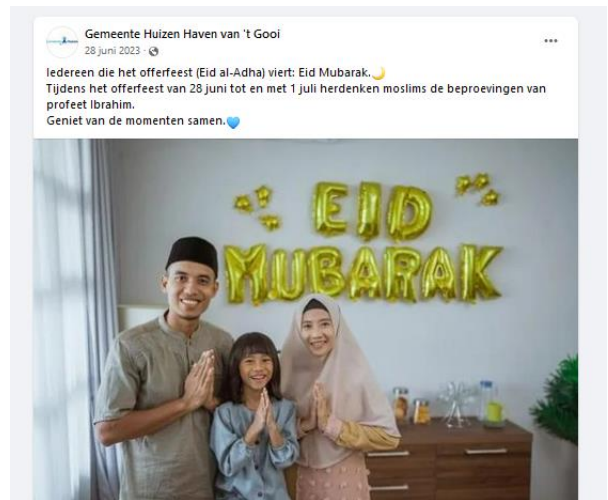 Gemeente Huizen Haven van 't Gooi
28 juni 2023 ·
Iedereen die het offerfeest (Eid al-Adha) viert: Eid Mubarak.🌙
Tijdens het offerfeest van 28 juni tot en met 1 juli herdenken moslims de beproevingen van
profeet Ibrahim.
Geniet van de momenten samen.💙
EID
MUBARAK